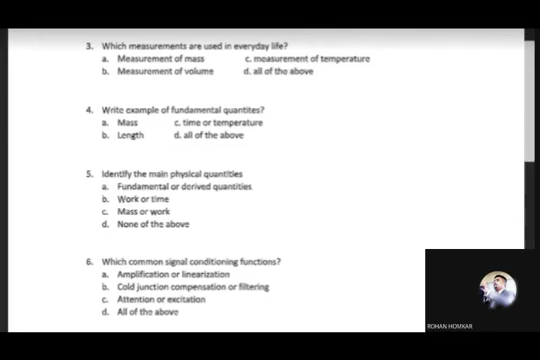 3. Which measurements are used in everyday life?
a. Measurement of mass c. measurement of temperature
b. Measurement of volume d. all of the above
4. Write example of fundamental quantites?
a. Mass c. time or temperature
b. Length d. all of the above
5. Identify the main physical quantities
a. Fundamental or derived quantities
b. Work or time
c. Mass or work
d. None of the above
6. Which common signal conditioning functions?
a. Amplification or linearization
b. Cold junction compensation or filtering
c. Attention or excitation
d. All of the above
ROHAN HOMKAR